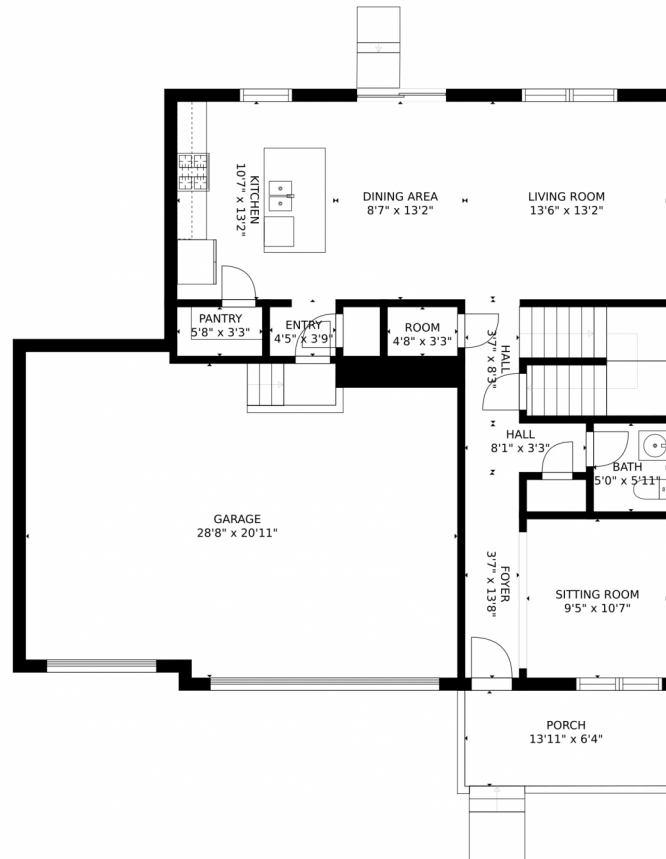 KITCHEN
10'7" x 13'2"
DINING AREA
8'7" x 13'2"
LIVING ROOM
13'6" x 13'2"
PANTRY
5'8" x 3'3"
ENTRY
4'5" x 3'9"
ROOM
4'8" x 3'3"
HALL
3'7" x 8'3"
HALL
8'1" x 3'3"
BATH
5'0" x 5'11"
GARAGE
28'8" x 20'11"
FOYER
3'7" x 13'8"
SITTING ROOM
9'5" x 10'7"
PORCH
13'11" x 6'4"